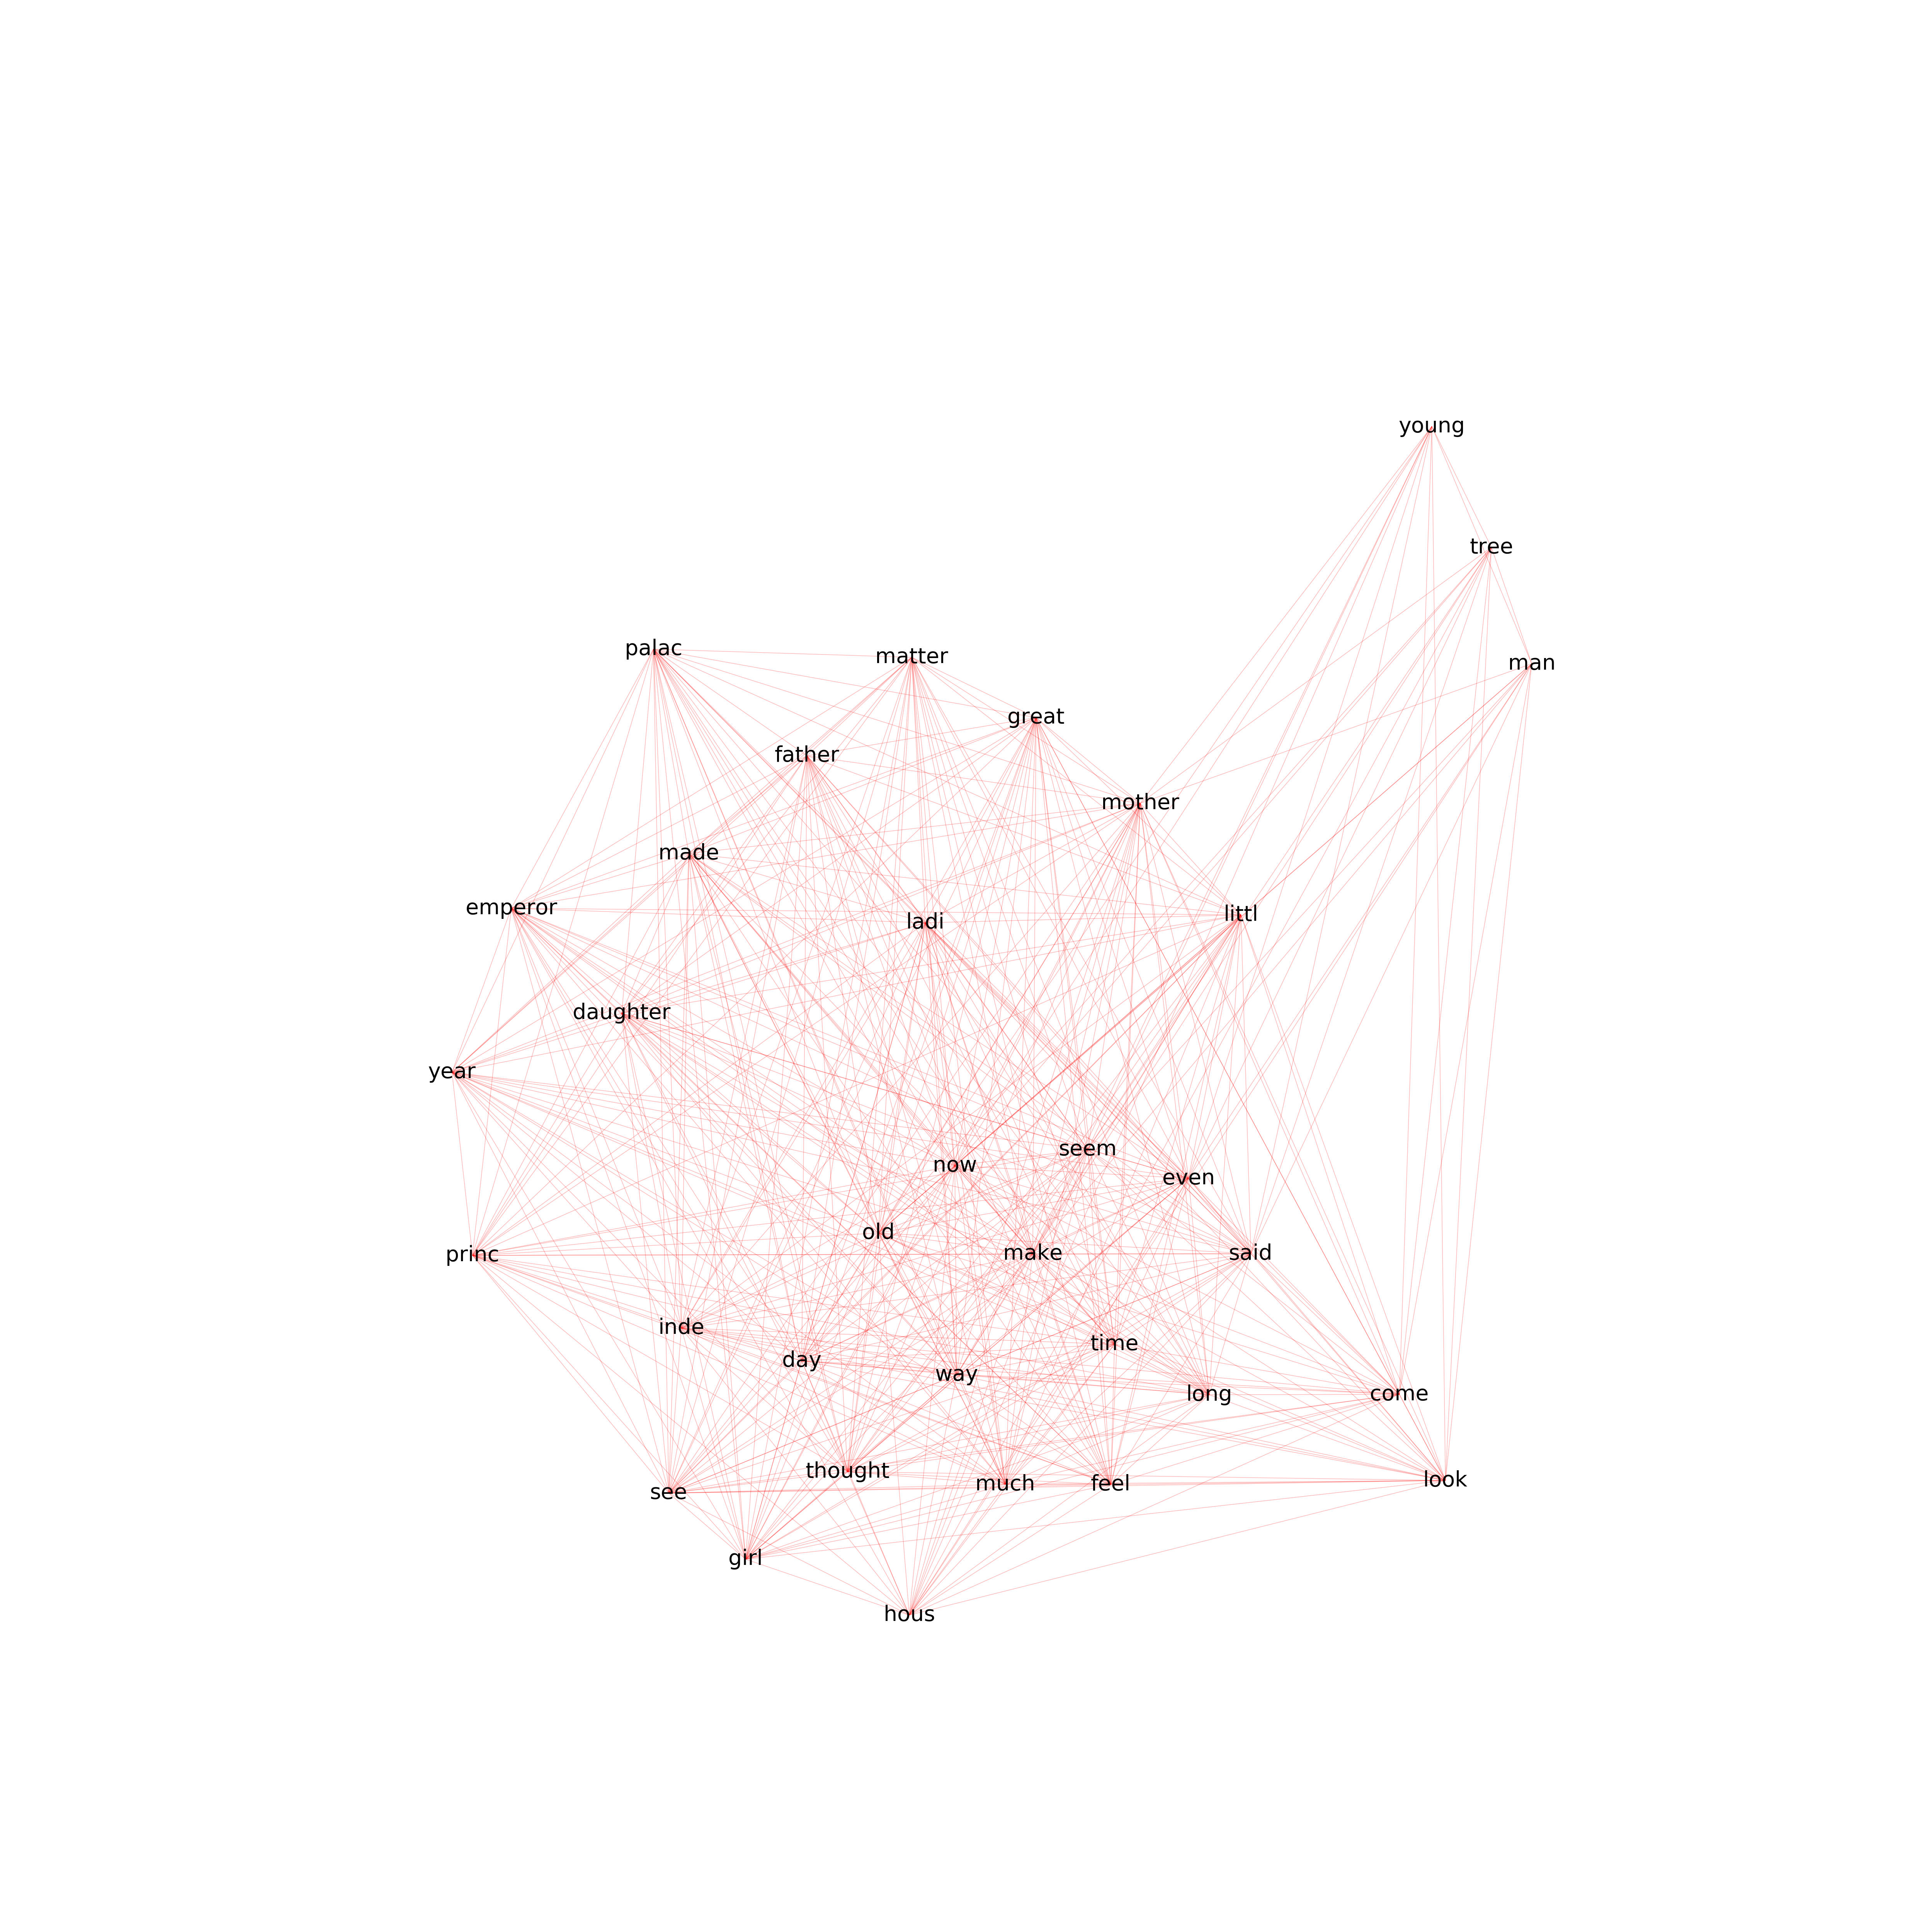 young
tree
palac
matter
man
great
father
mother
made
emperor
ladi
littl
daughter
year
seem
now
even
old
princ
make
said
inde
time
day
way
long
come
thought
much
feel
look
see
girl
hous